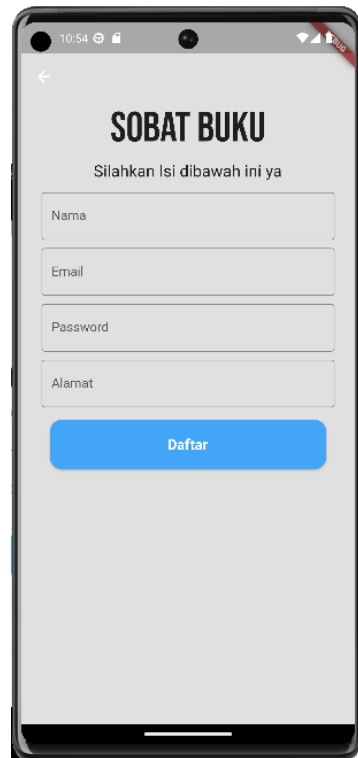 10:54
SOBAT BUKU
Silahkan Isi dibawah ini ya
Nama
Email
Password
Alamat
Daftar